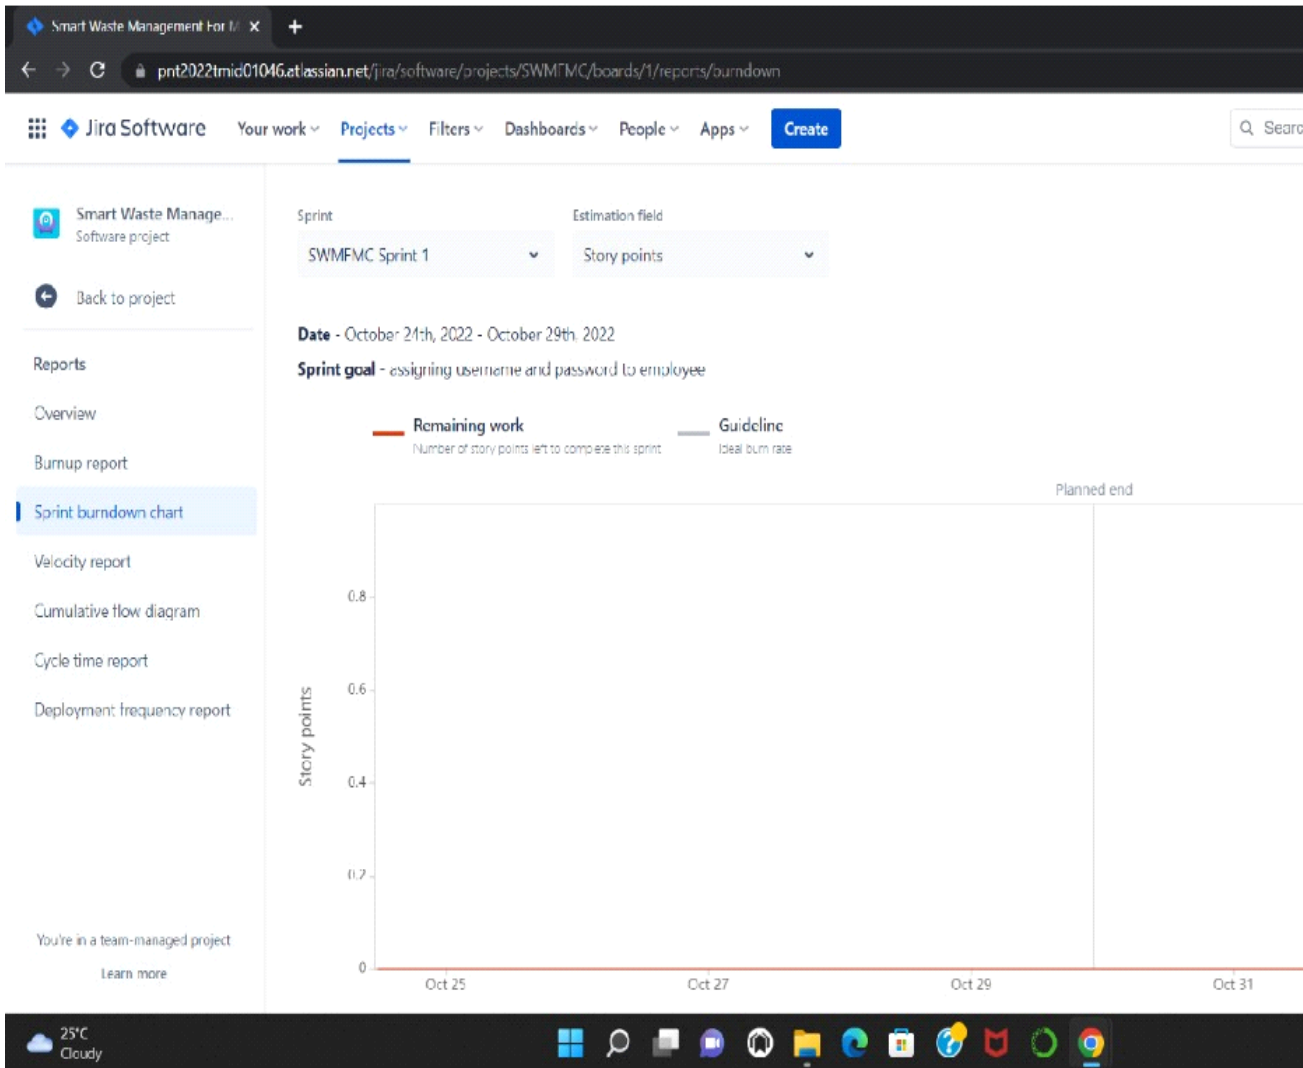 Smart Waste Management For M
pnt2022tmid01046.atlassian.net/jira/software/projects/SWMFMC/boards/1/reports/burndown
Jira Software Your work Projects Filters Dashboards People Apps Create
Searc
Smart Waste Manage...
Software project
Back to project
Reports
Overview
Burnup report
Sprint burndown chart
Velocity report
Cumulative flow diagram
Cycle time report
Deployment frequency report
You're in a team-managed project
Learn more
Sprint Estimation field
SWMFMC Sprint 1 Story points
Date - October 24th, 2022 - October 29th, 2022
Sprint goal - assigning username and password to employee
Remaining work Guideline
Number of story points left to complete this sprint Ideal burn rate
Planned end
0.8
0.6
0.4
0.2
0
Story points
Oct 25 Oct 27 Oct 29 Oct 31
25°C
Cloudy